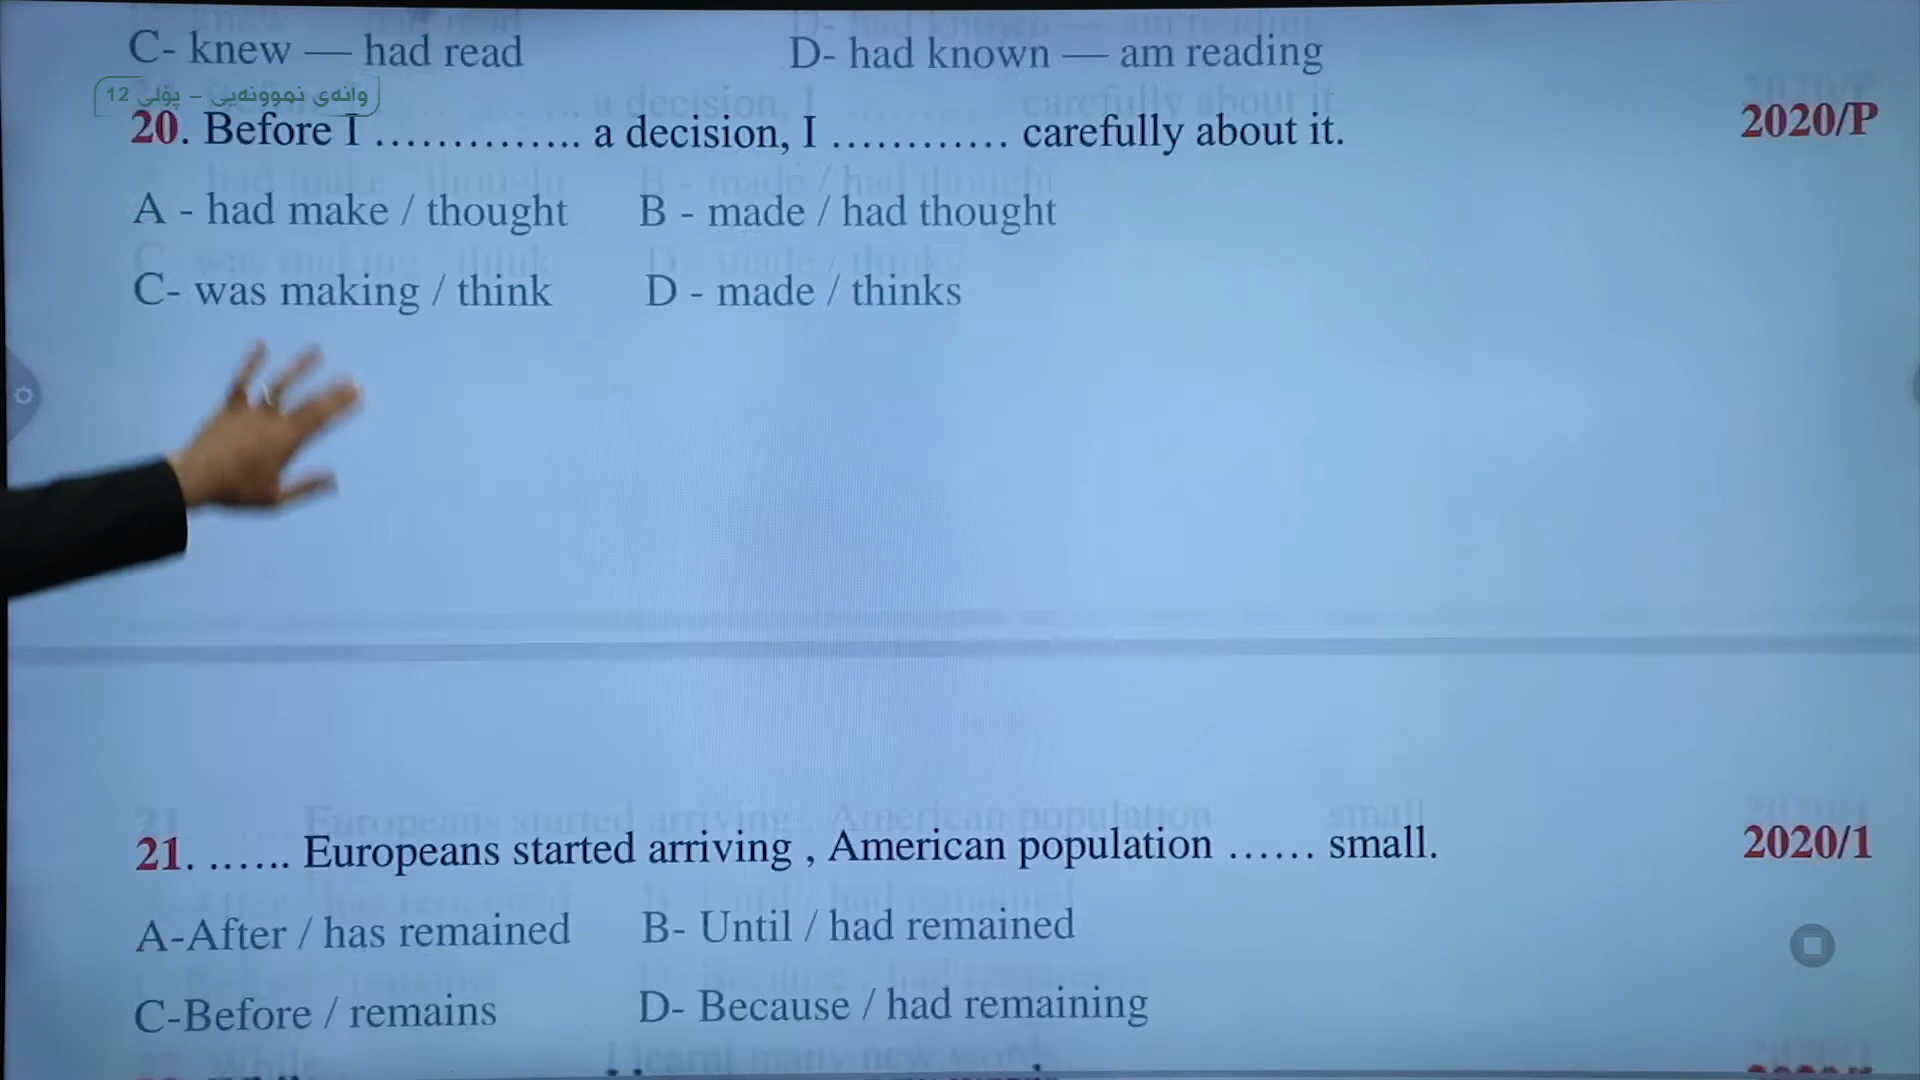 C- knew — had read D- had known — am reading
وانەی نموونەیی – پۆلی 12
20. Before I .............. a decision, I ............ carefully about it. 2020/P
A - had make / thought B - made / had thought
C- was making / think D - made / thinks
21. ...... Europeans started arriving , American population ...... small. 2020/1
A-After / has remained B- Until / had remained
C-Before / remains D- Because / had remaining